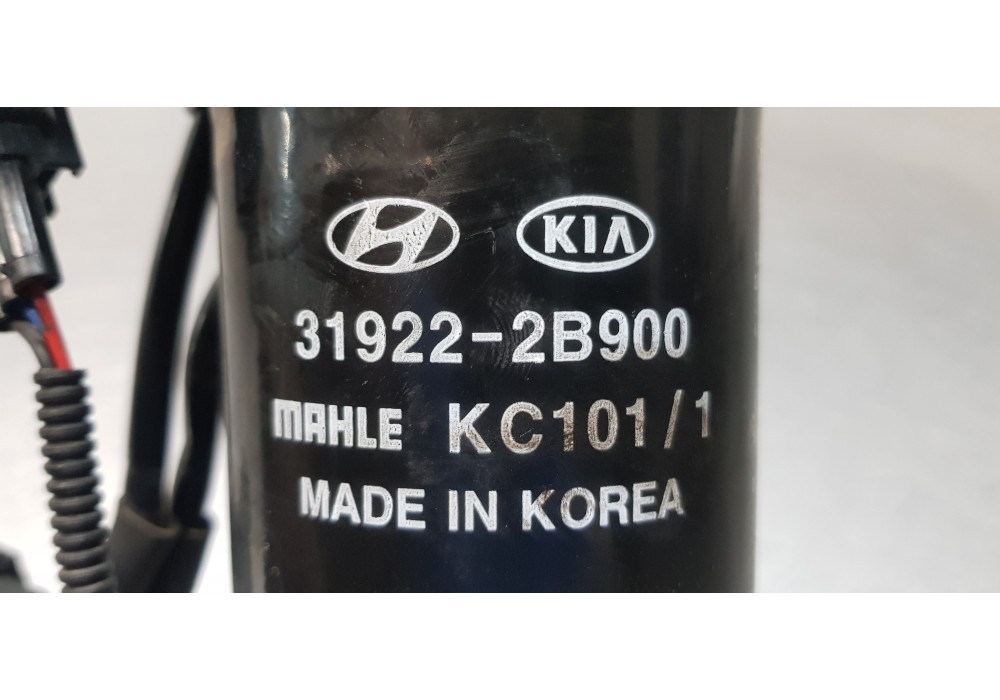 KIA
31922-2B900
MAHLE KC101/1
MADE IN KOREA